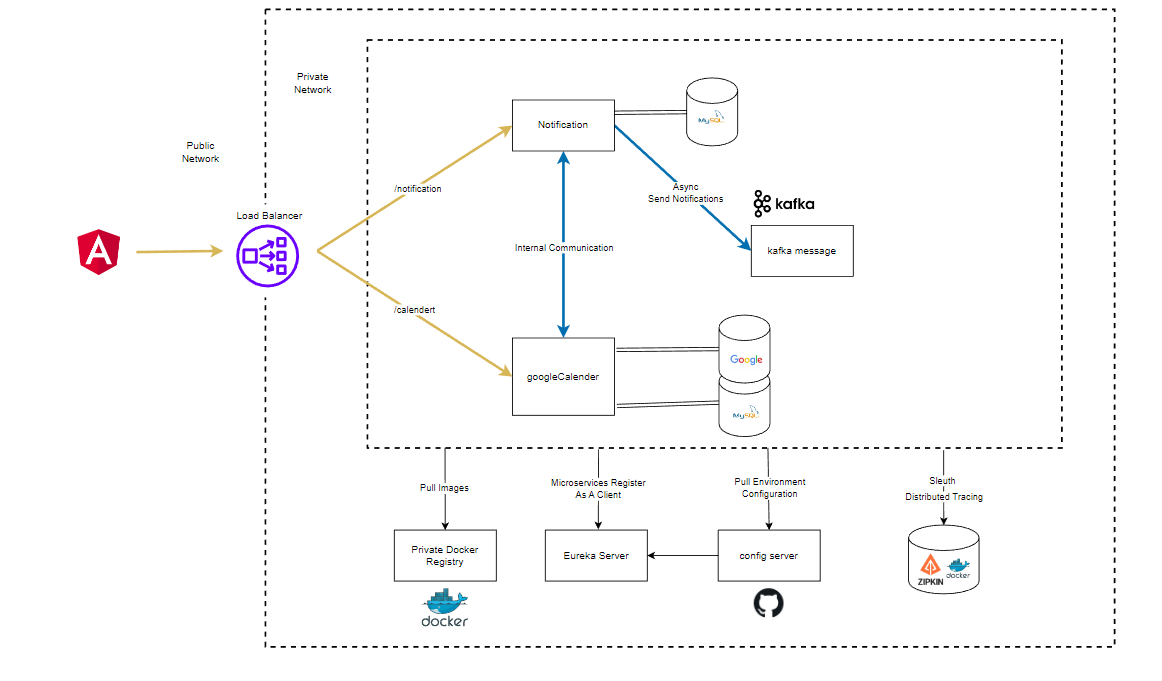 Private
Network
Public
Network
Notification
MySQL
/notification
Async
Send Notifications
kafka
Load Balancer
A
Internal Communication
kafka message
/calendert
Google
googleCalender
MySQL
Pull Images
Microservices Register
As A Client
Pull Environment
Configuration
Sleuth
Distributed Tracing
Private Docker
Registry
Eureka Server
config server
ZIPKIN
docker
docker